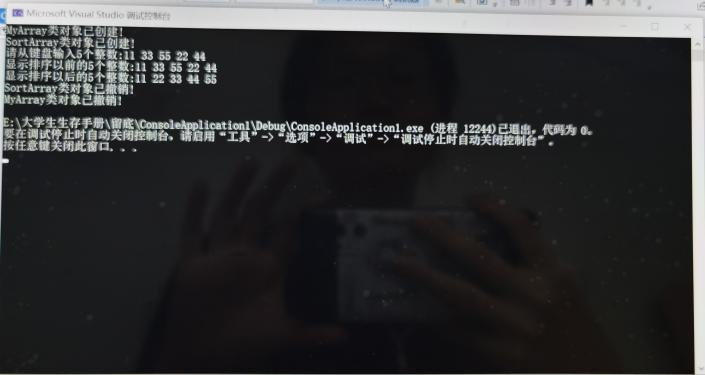 Microsoft Visual Studio 调试控制台
MyArray类对象已创建!
SortArray类对象已创建!
请从键盘输入5个整数:11 33 55 22 44
显示排序以前的5个整数:11 33 55 22 44
显示排序以后的5个整数:11 22 33 44 55
SortArray类对象已撤销!
MyArray类对象已撤销!
E:\大学生生存手册\留底\ConsoleApplication1\Debug\ConsoleApplication1.exe (进程 12244)已退出，代码为 0。
要在调试停止时自动关闭控制台，请启用“工具”->“选项”->“调试”->“调试停止时自动关闭控制台”。
按任意键关闭此窗口. . .